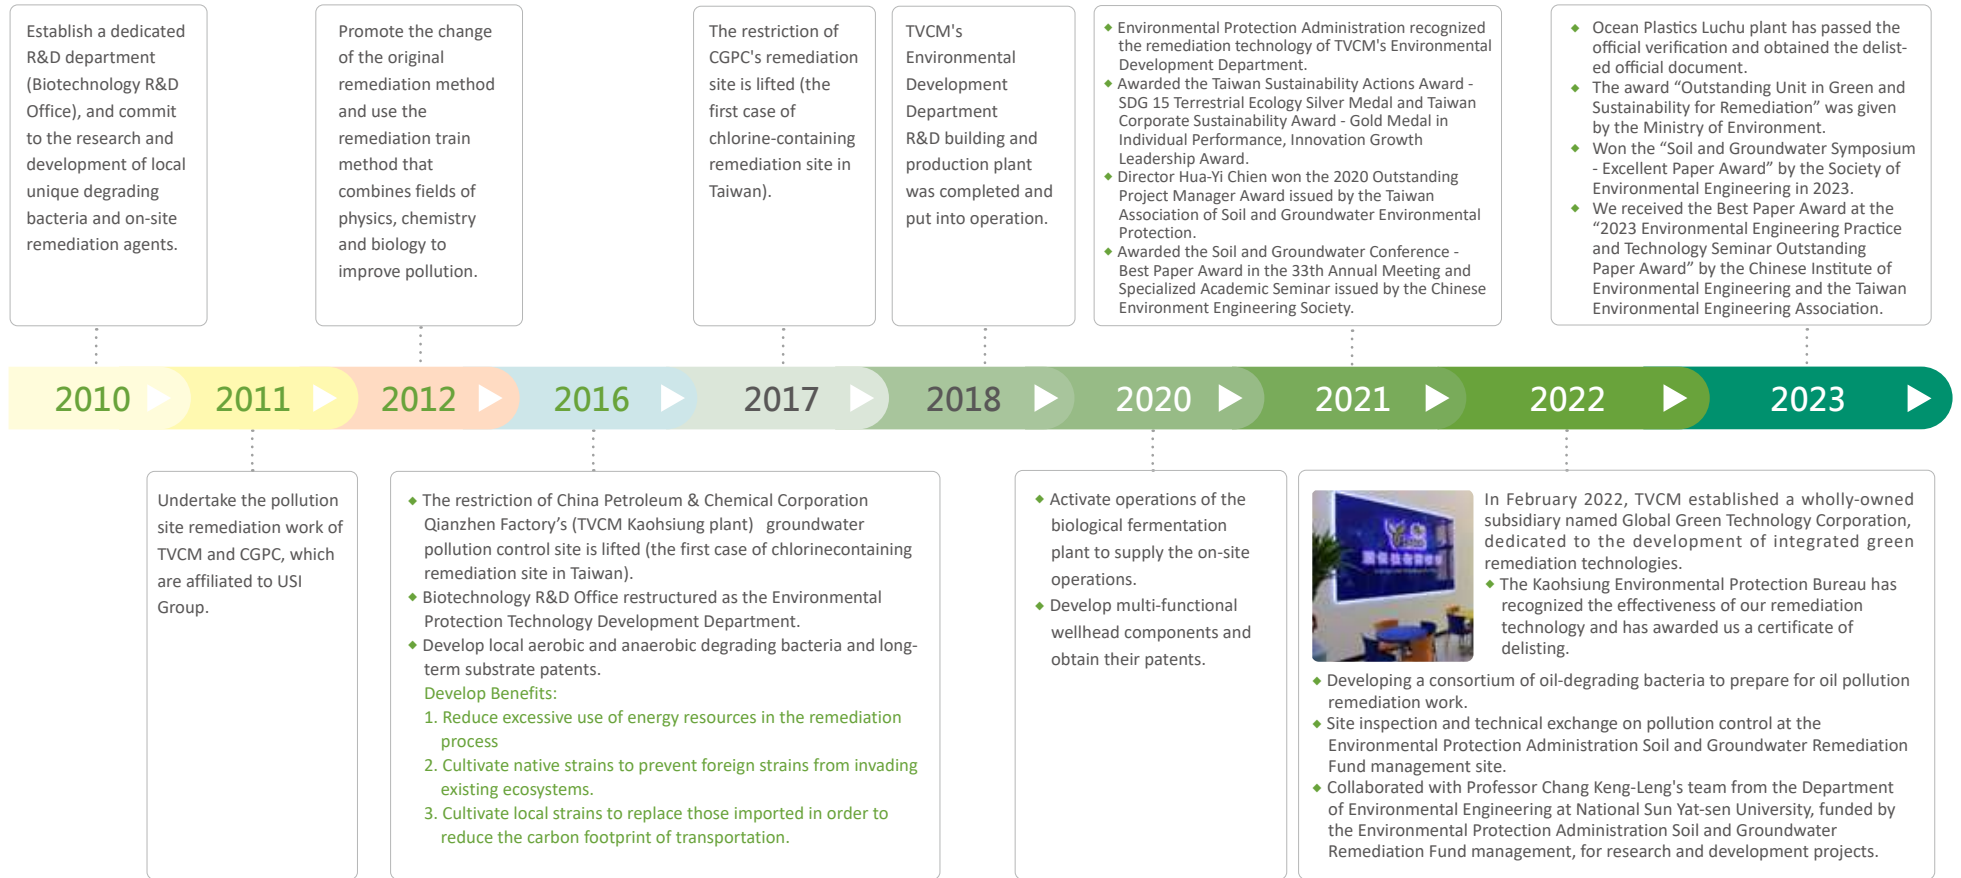 Establish a dedicated
R&D department
(Biotechnology R&D
Office), and commit
to the research and
development of local
unique degrading
bacteria and on-site
remediation agents.
Promote the change
of the original
remediation method
and use the
remediation train
method that
combines fields of
physics, chemistry
and biology to
improve pollution.
The restriction of
CGPC's remediation
site is lifted (the
first case of
chlorine-containing
remediation site in
Taiwan).
TVCM's
Environmental
Development
Department
R&D building and
production plant
was completed and
put into operation.
◆ Environmental Protection Administration recognized
the remediation technology of TVCM's Environmental
Development Department.
◆ Awarded the Taiwan Sustainability Actions Award -
SDG 15 Terrestrial Ecology Silver Medal and Taiwan
Corporate Sustainability Award - Gold Medal in
Individual Performance, Innovation Growth
Leadership Award.
◆ Director Hua-Yi Chien won the 2020 Outstanding
Project Manager Award issued by the Taiwan
Association of Soil and Groundwater Environmental
Protection.
◆ Awarded the Soil and Groundwater Conference -
Best Paper Award in the 33th Annual Meeting and
Specialized Academic Seminar issued by the Chinese
Environment Engineering Society.
◆ Ocean Plastics Luchu plant has passed the
official verification and obtained the delist-
ed official document.
◆ The award “Outstanding Unit in Green and
Sustainability for Remediation” was given
by the Ministry of Environment.
◆ Won the “Soil and Groundwater Symposium
- Excellent Paper Award” by the Society of
Environmental Engineering in 2023.
◆ We received the Best Paper Award at the
“2023 Environmental Engineering Practice
and Technology Seminar Outstanding
Paper Award” by the Chinese Institute of
Environmental Engineering and the Taiwan
Environmental Engineering Association.
2010 2011 2012 2016 2017 2018 2020 2021 2022 2023
Undertake the pollution
site remediation work of
TVCM and CGPC, which
are affiliated to USI
Group.
◆ The restriction of China Petroleum & Chemical Corporation
Qianzhen Factory’s (TVCM Kaohsiung plant) groundwater
pollution control site is lifted (the first case of chlorinecontaining
remediation site in Taiwan).
◆ Biotechnology R&D Office restructured as the Environmental
Protection Technology Development Department.
◆ Develop local aerobic and anaerobic degrading bacteria and long-
term substrate patents.
Develop Benefits:
1. Reduce excessive use of energy resources in the remediation
process
2. Cultivate native strains to prevent foreign strains from invading
existing ecosystems.
3. Cultivate local strains to replace those imported in order to
reduce the carbon footprint of transportation.
◆ Activate operations of the
biological fermentation
plant to supply the on-site
operations.
◆ Develop multi-functional
wellhead components and
obtain their patents.
In February 2022, TVCM established a wholly-owned
subsidiary named Global Green Technology Corporation,
dedicated to the development of integrated green
remediation technologies.
◆ The Kaohsiung Environmental Protection Bureau has
recognized the effectiveness of our remediation
technology and has awarded us a certificate of
delisting.
◆ Developing a consortium of oil-degrading bacteria to prepare for oil pollution
remediation work.
◆ Site inspection and technical exchange on pollution control at the
Environmental Protection Administration Soil and Groundwater Remediation
Fund management site.
◆ Collaborated with Professor Chang Keng-Leng's team from the Department
of Environmental Engineering at National Sun Yat-sen University, funded by
the Environmental Protection Administration Soil and Groundwater
Remediation Fund management, for research and development projects.